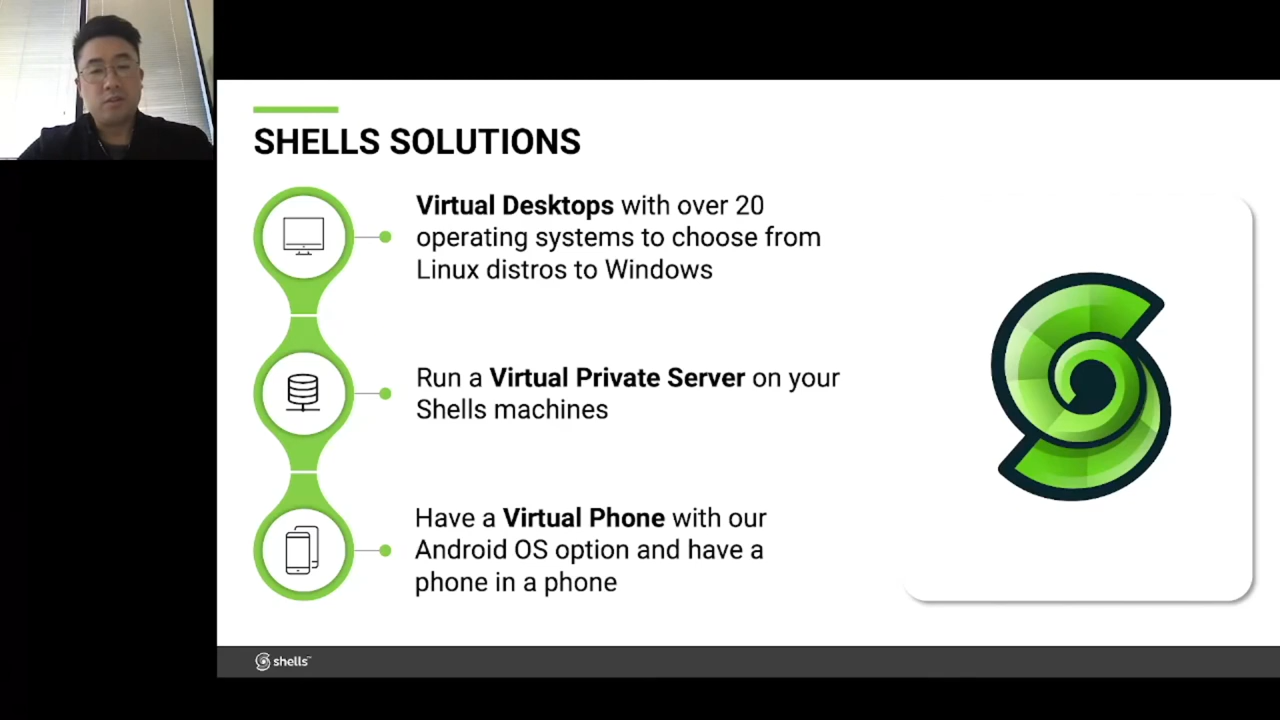 SHELLS SOLUTIONS
Virtual Desktops with over 20
operating systems to choose from
Linux distros to Windows
Run a Virtual Private Server on your
Shells machines
Have a Virtual Phone with our
Android OS option and have a
phone in a phone
shells™